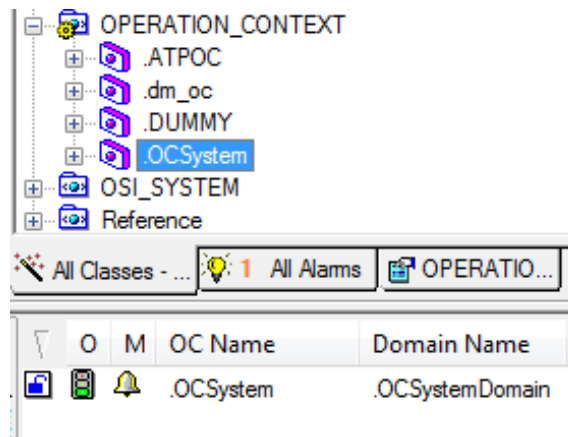 OPERATION_CONTEXT
.ATPOC
.dm_oc
.DUMMY
.OCSystem
OSI_SYSTEM
Reference
All Classes - ... 1 All Alarms OPERATIO...
O M OC Name Domain Name
.OCSystem .OCSystemDomain